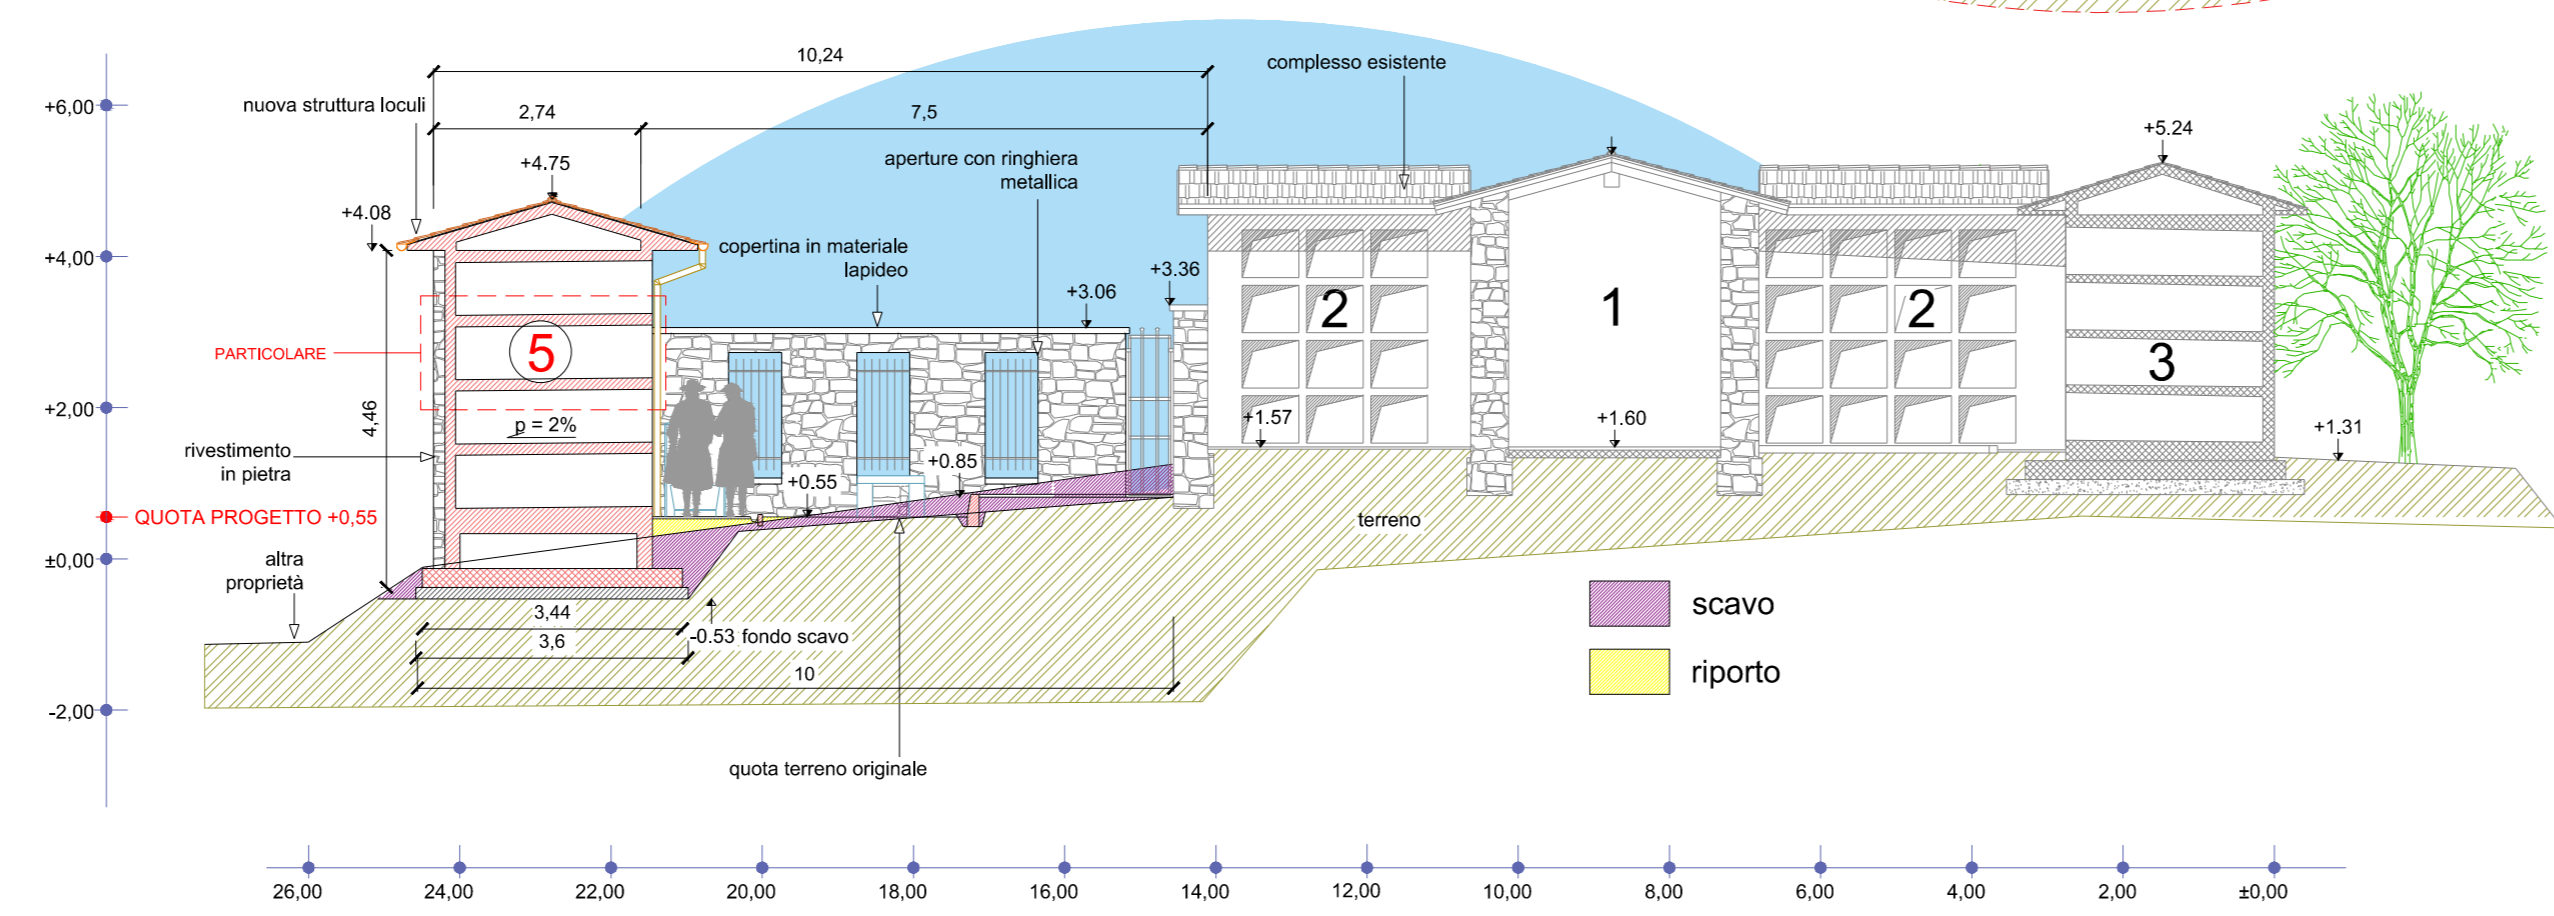 10,24
complesso esistente
+6,00
nuova struttura loculi
2,74
7,5
+5.24
aperture con ringhiera
metallica
+4.75
+4.08
copertina in materiale
lapideo
+4,00
+3.36
+3.06
2
1
2
3
PARTICOLARE
5
+2,00
4,46
p = 2%
+1.57
+1.60
+1.31
rivestimento
in pietra
+0.85
+0.55
QUOTA PROGETTO +0,55
terreno
±0,00
altra
proprietà
3,44
-0.53 fondo scavo
3,6
10
scavo
riporto
-2,00
quota terreno originale
26,00 24,00 22,00 20,00 18,00 16,00 14,00 12,00 10,00 8,00 6,00 4,00 2,00 ±0,00